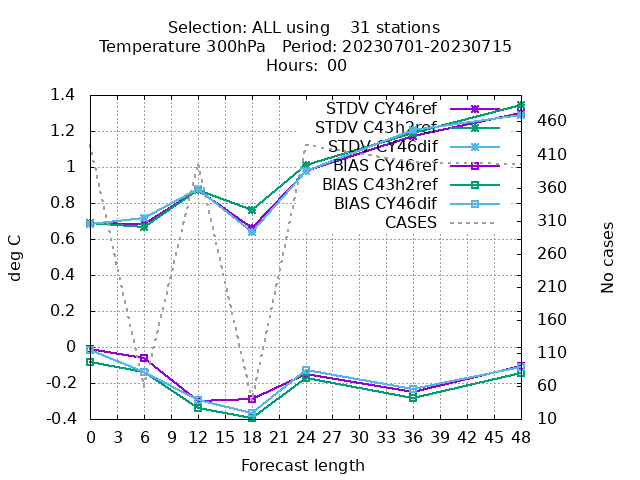 Selection: ALL using 31 stations
Temperature 300hPa Period: 20230701-20230715
Hours: 00
STDV CY46ref
STDV C43h2ref
STDV CY46dif
BIAS CY46ref
BIAS C43h2ref
BIAS CY46dif
CASES
deg C
1.4
1.2
1
0.8
0.6
0.4
0.2
0
-0.2
-0.4
No cases
460
410
360
310
260
210
160
110
60
10
0 3 6 9 12 15 18 21 24 27 30 33 36 39 42 45 48
Forecast length